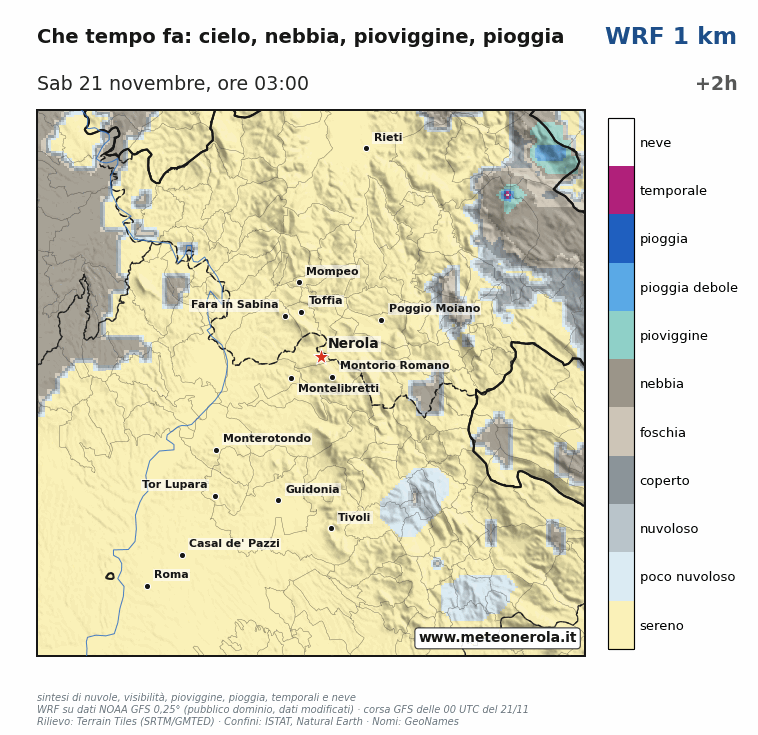 Che tempo fa: cielo, nebbia, pioviggine, pioggia
WRF 1 km
Sab 21 novembre, ore 03:00
+2h
Rieti
Mompeo
Fara in Sabina
Toffia
Poggio Moiano
Nerola
Montorio Romano
Montelibretti
Monterotondo
Tor Lupara
Guidonia
Tivoli
Casal de' Pazzi
Roma
www.meteonerola.it
neve
temporale
pioggia
pioggia debole
pioviggine
nebbia
foschia
coperto
nuvoloso
poco nuvoloso
sereno
sintesi di nuvole, visibilità, pioviggine, pioggia, temporali e neve
WRF su dati NOAA GFS 0,25° (pubblico dominio, dati modificati) · corsa GFS delle 00 UTC del 21/11
Rilievo: Terrain Tiles (SRTM/GMTED) · Confini: ISTAT, Natural Earth · Nomi: GeoNames